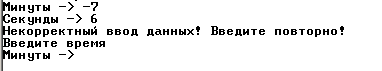 Минуты -> -7
Секунды -> 6
Некорректный ввод данных! Введите повторно!
Введите время
Минуты ->